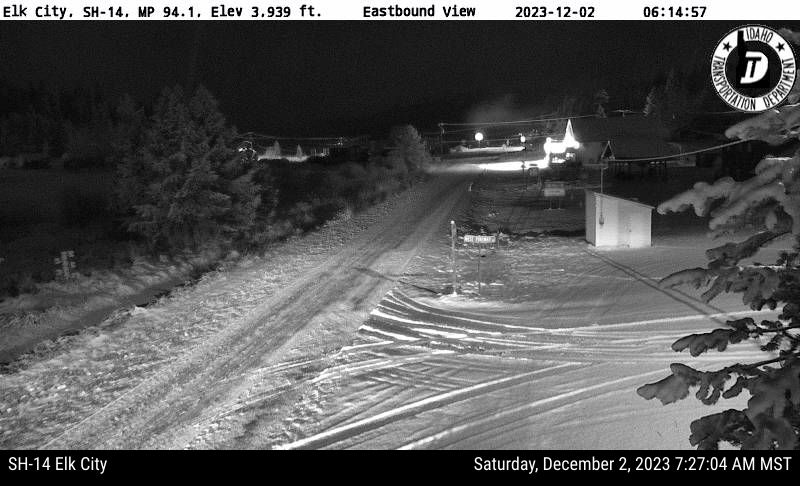 Elk City, SH-14, MP 94.1, Elev 3,939 ft. Eastbound View 2023-12-02 06:14:57
IDAHO
TRANSPORTATION DEPARTMENT
SH-14 Elk City
Saturday, December 2, 2023 7:27:04 AM MST